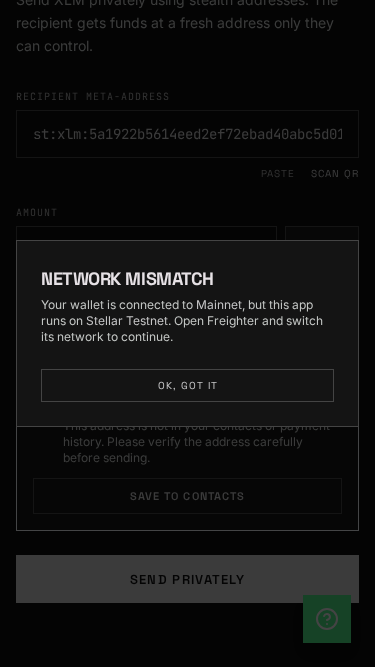 Send XLM privately using stealth addresses. The
recipient gets funds at a fresh address only they
can control.
RECIPIENT META-ADDRESS
st:xlm:5a1922b5614eed2ef72ebad40abc5d01
PASTE SCAN QR
AMOUNT
NETWORK MISMATCH
Your wallet is connected to Mainnet, but this app
runs on Stellar Testnet. Open Freighter and switch
its network to continue.
OK, GOT IT
This address is not in your contacts or payment
history. Please verify the address carefully
before sending.
SAVE TO CONTACTS
SEND PRIVATELY